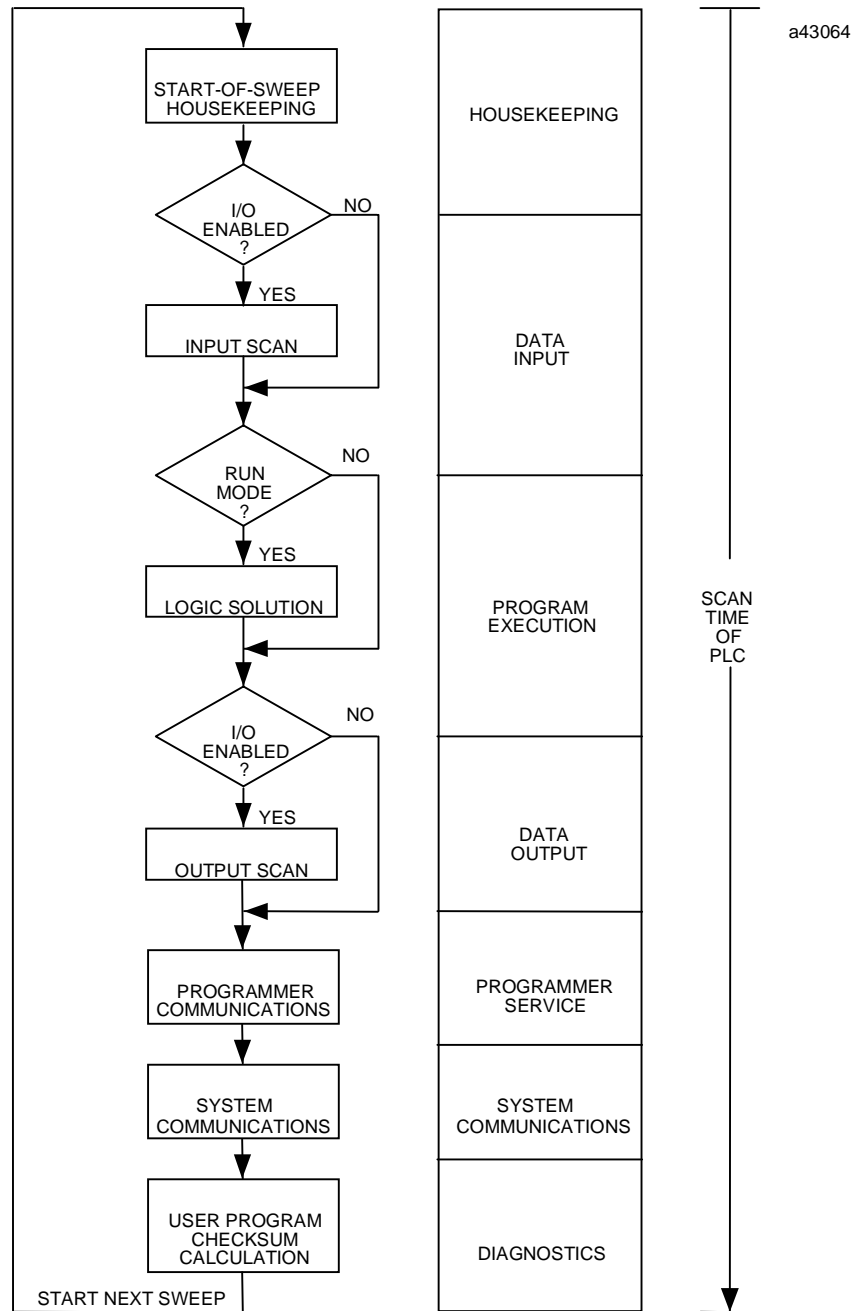 a43064
START-OF-SWEEP
HOUSEKEEPING
HOUSEKEEPING
I/O
ENABLED
?
NO
YES
INPUT SCAN
DATA
INPUT
RUN
MODE
?
NO
YES
LOGIC SOLUTION
PROGRAM
EXECUTION
SCAN
TIME
OF
PLC
I/O
ENABLED
?
NO
YES
OUTPUT SCAN
DATA
OUTPUT
PROGRAMMER
COMMUNICATIONS
PROGRAMMER
SERVICE
SYSTEM
COMMUNICATIONS
SYSTEM
COMMUNICATIONS
USER PROGRAM
CHECKSUM
CALCULATION
DIAGNOSTICS
START NEXT SWEEP